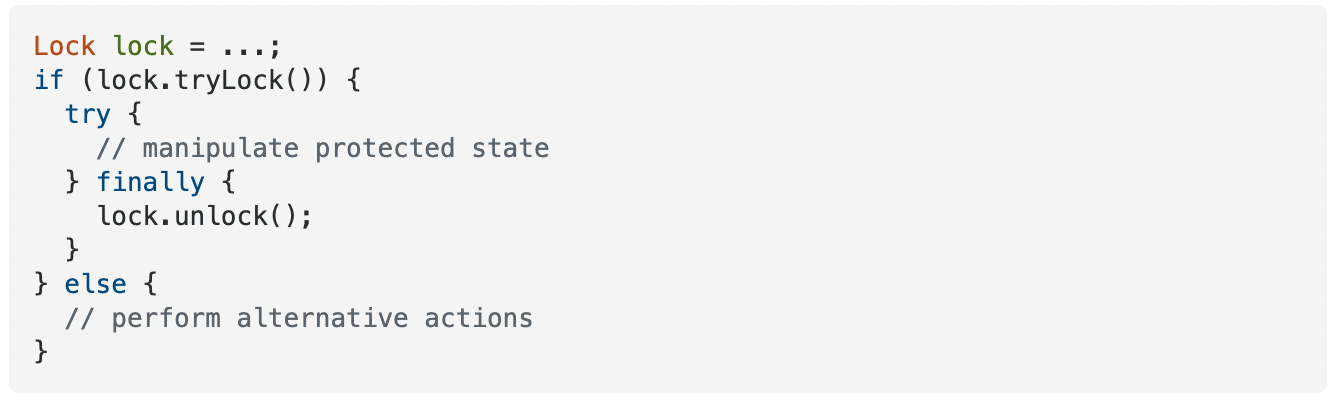 Lock lock = ...;
if (lock.tryLock()) {
  try {
    // manipulate protected state
  } finally {
    lock.unlock();
  }
} else {
  // perform alternative actions
}